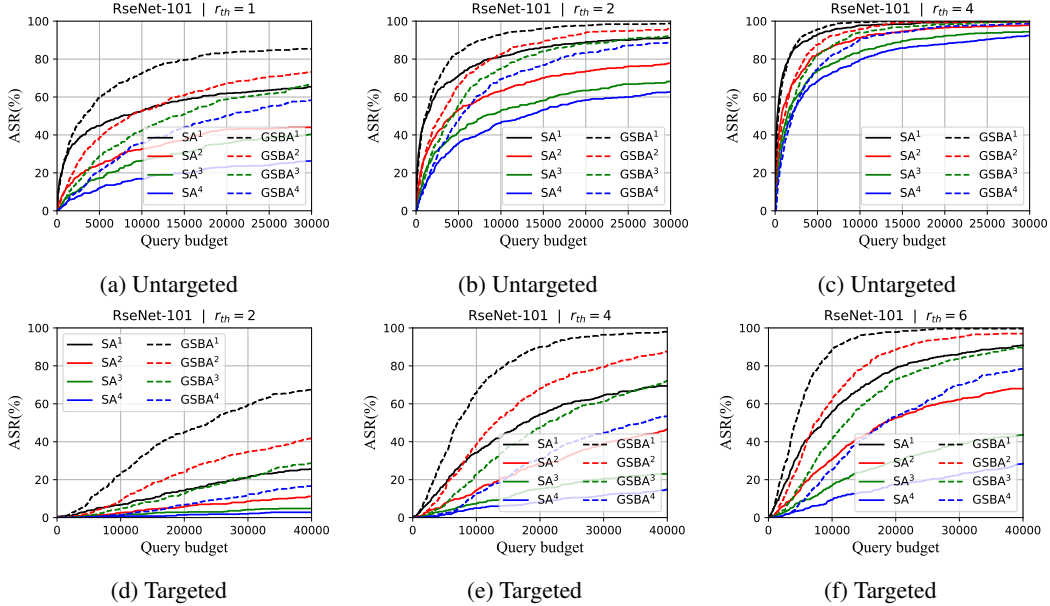 RseNet-101 | r_th = 1
ASR(%)
100
80
60
40
20
0
SA¹ GSBA¹
SA² GSBA²
SA³ GSBA³
SA⁴ GSBA⁴
0 5000 10000 15000 20000 25000 30000
Query budget
(a) Untargeted
RseNet-101 | r_th = 2
ASR(%)
100
80
60
40
20
0
SA¹ GSBA¹
SA² GSBA²
SA³ GSBA³
SA⁴ GSBA⁴
0 5000 10000 15000 20000 25000 30000
Query budget
(b) Untargeted
RseNet-101 | r_th = 4
ASR(%)
100
80
60
40
20
0
SA¹ GSBA¹
SA² GSBA²
SA³ GSBA³
SA⁴ GSBA⁴
0 5000 10000 15000 20000 25000 30000
Query budget
(c) Untargeted
RseNet-101 | r_th = 2
ASR(%)
100
80
60
40
20
0
SA¹ GSBA¹
SA² GSBA²
SA³ GSBA³
SA⁴ GSBA⁴
0 10000 20000 30000 40000
Query budget
(d) Targeted
RseNet-101 | r_th = 4
ASR(%)
100
80
60
40
20
0
SA¹ GSBA¹
SA² GSBA²
SA³ GSBA³
SA⁴ GSBA⁴
0 10000 20000 30000 40000
Query budget
(e) Targeted
RseNet-101 | r_th = 6
ASR(%)
100
80
60
40
20
0
SA¹ GSBA¹
SA² GSBA²
SA³ GSBA³
SA⁴ GSBA⁴
0 10000 20000 30000 40000
Query budget
(f) Targeted